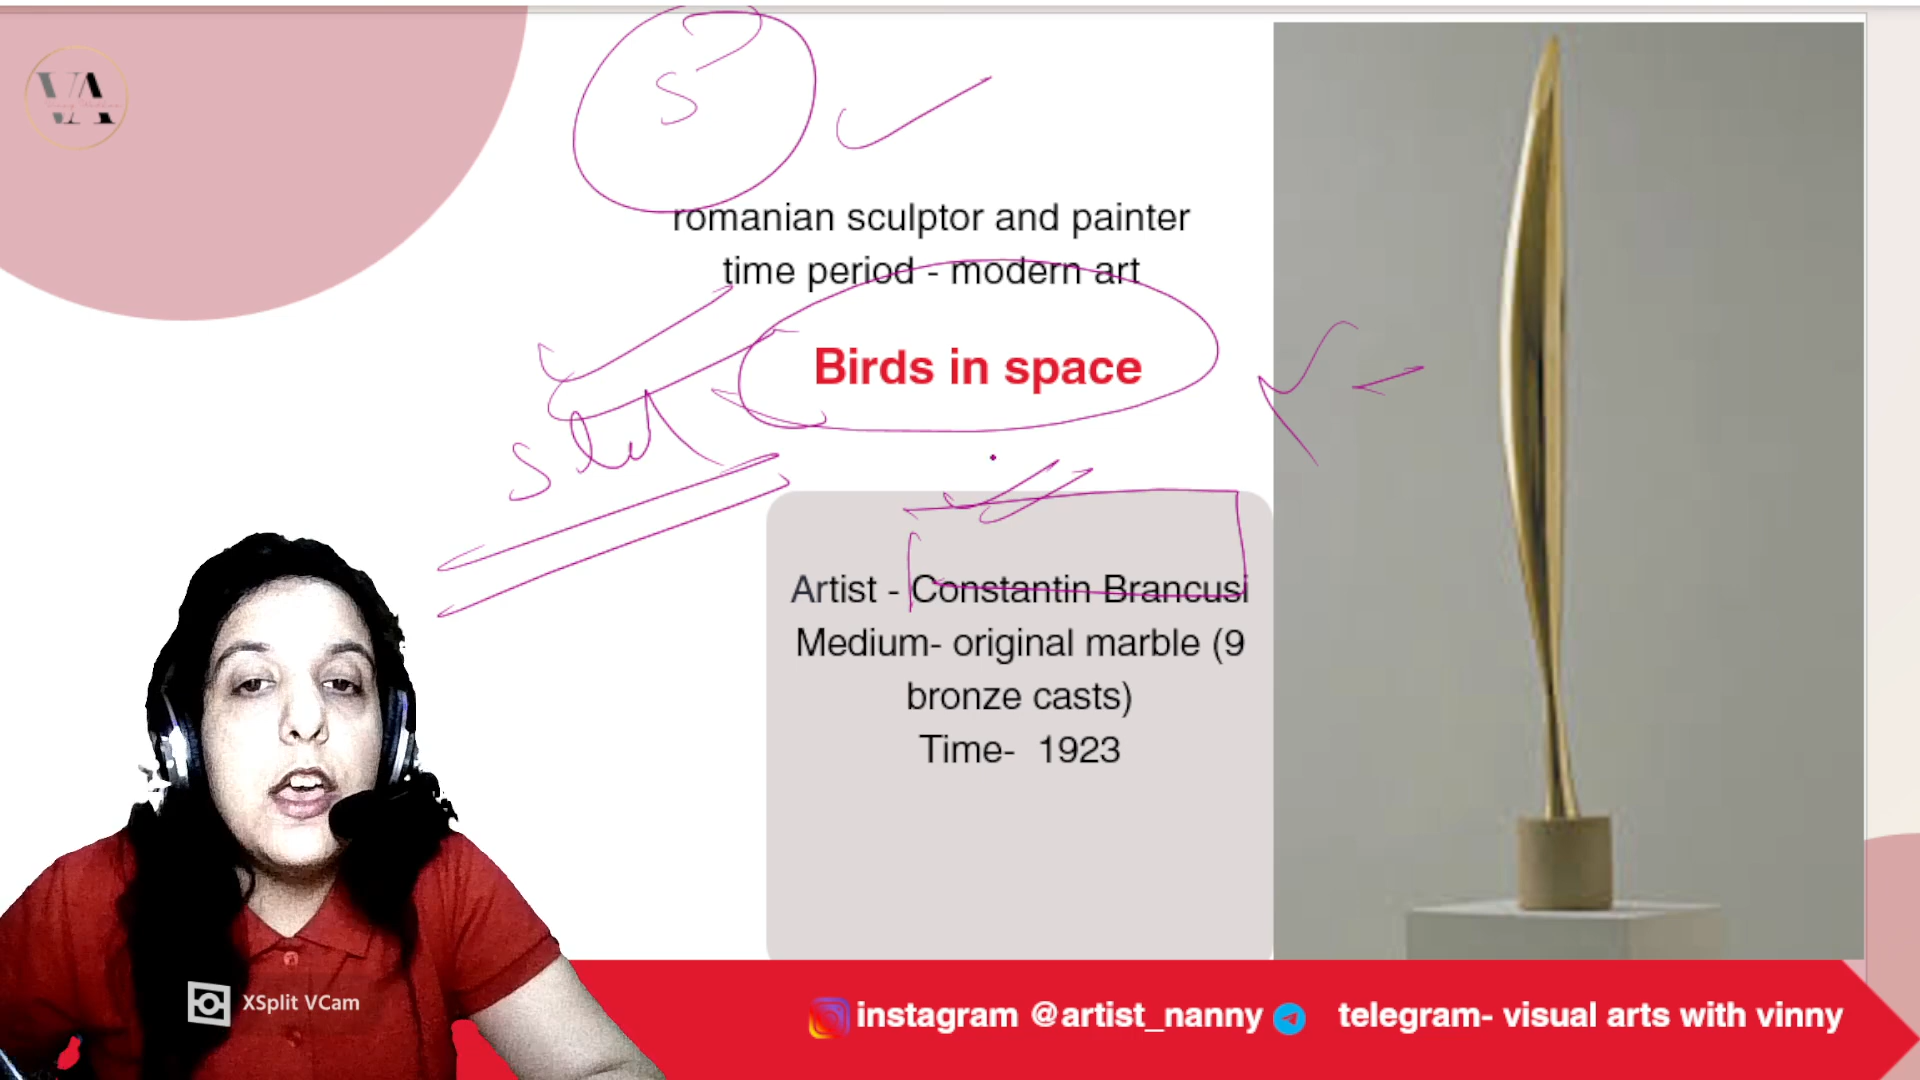 VA
S
romanian sculptor and painter
time period - modern art
Birds in space
Artist - Constantin Brancusi
Medium- original marble (9
bronze casts)
Time- 1923
XSplit VCam
instagram @artist_nanny
telegram- visual arts with vinny